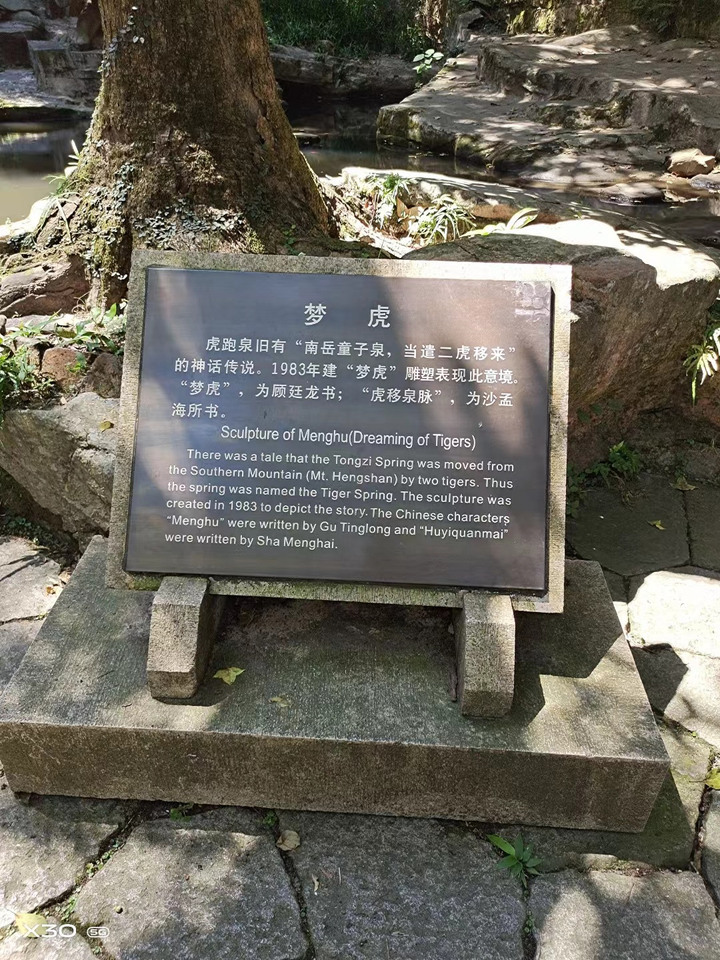 梦 虎
虎跑泉旧有“南岳童子泉，当遣二虎移来”
的神话传说。1983年建“梦虎”雕塑表现此意境。
“梦虎”，为顾廷龙书；“虎移泉脉”，为沙孟
海所书。
Sculpture of Menghu(Dreaming of Tigers)
There was a tale that the Tongzi Spring was moved from
the Southern Mountain (Mt. Hengshan) by two tigers. Thus
the spring was named the Tiger Spring. The sculpture was
created in 1983 to depict the story. The Chinese characters
“Menghu” were written by Gu Tinglong and “Huyiquanmai”
were written by Sha Menghai.
X30 5G